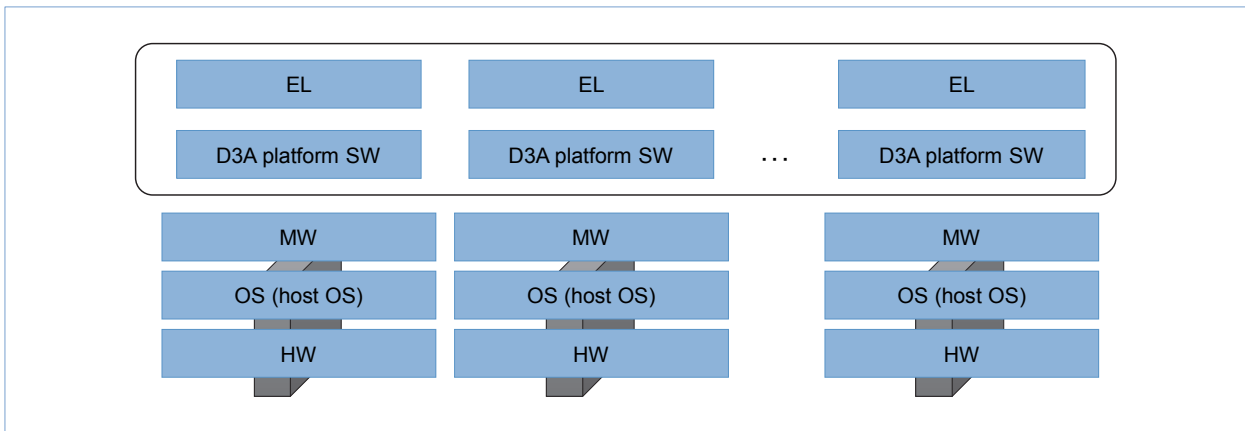 EL EL EL
D3A platform SW D3A platform SW ... D3A platform SW
MW MW MW
OS (host OS) OS (host OS) OS (host OS)
HW HW HW